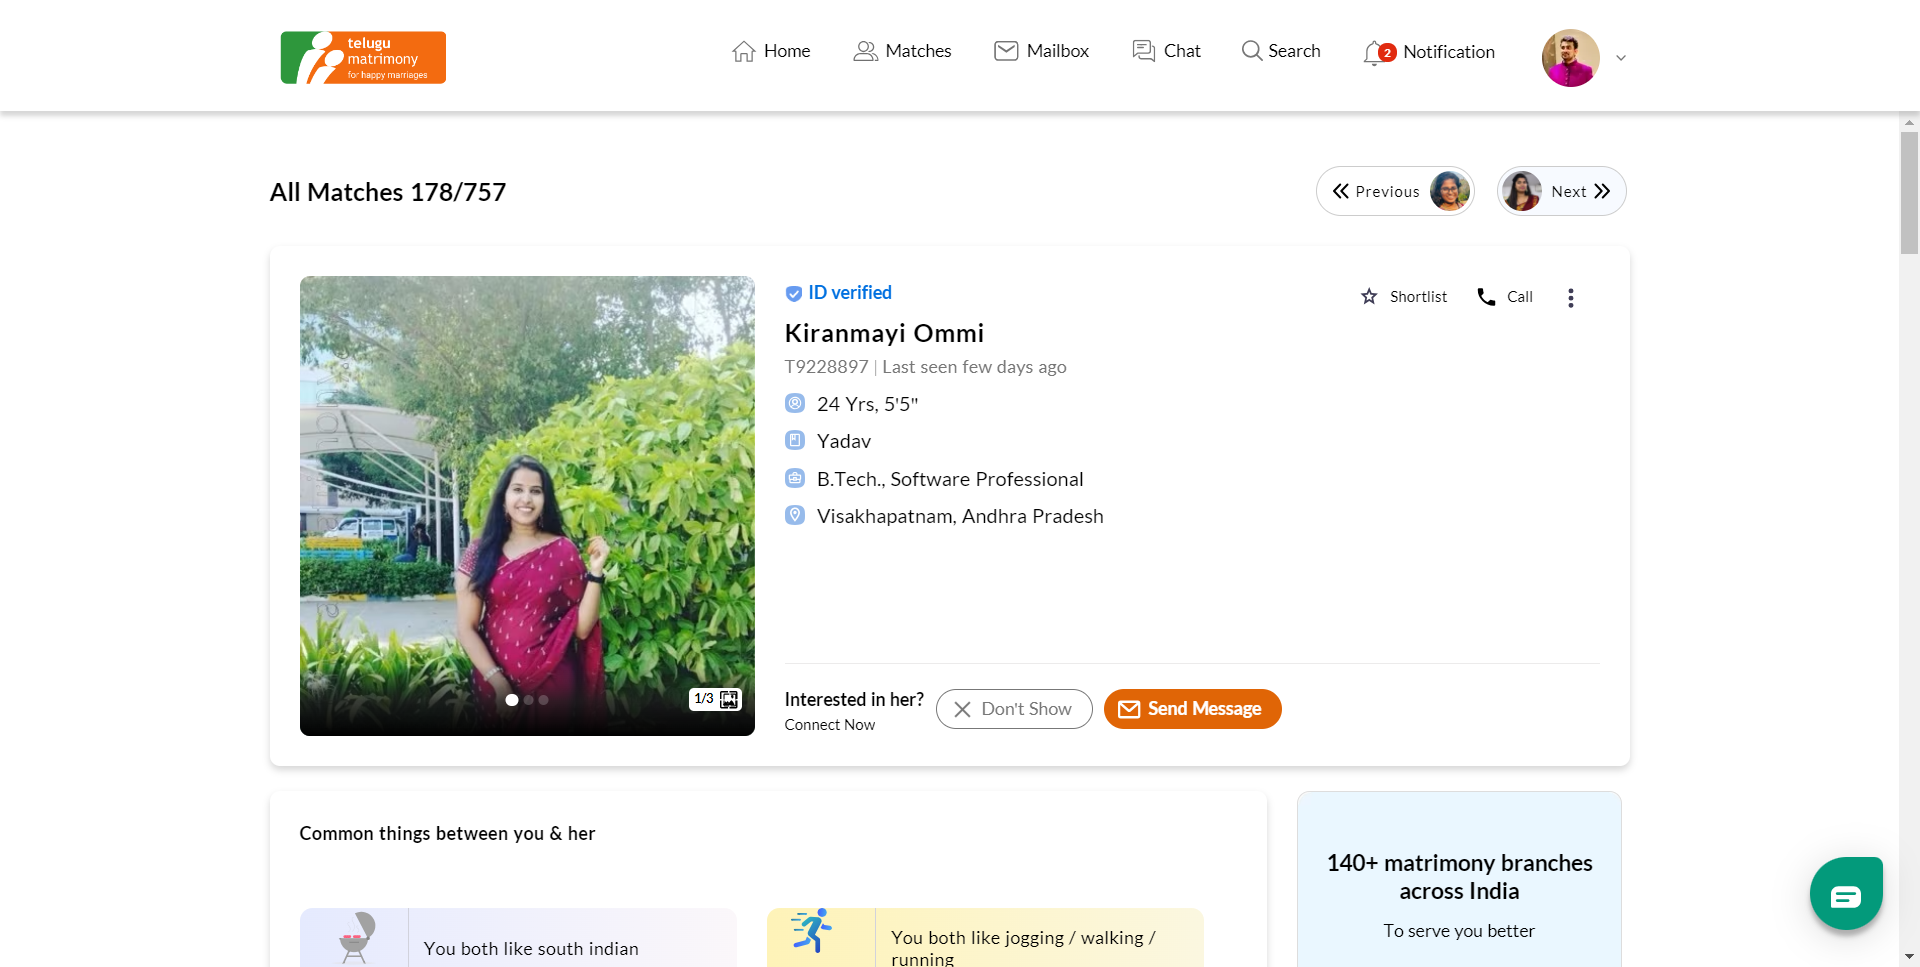 telugu
matrimony
for happy marriages
Home
Matches
Mailbox
Chat
Search
2
Notification
All Matches 178/757
Previous
Next
ID verified
Shortlist
Call
Kiranmayi Ommi
T9228897 | Last seen few days ago
24 Yrs, 5'5"
Yadav
B.Tech., Software Professional
Visakhapatnam, Andhra Pradesh
1/3
Interested in her?
Connect Now
Don't Show
Send Message
Common things between you & her
You both like south indian
You both like jogging / walking /
running
140+ matrimony branches
across India
To serve you better